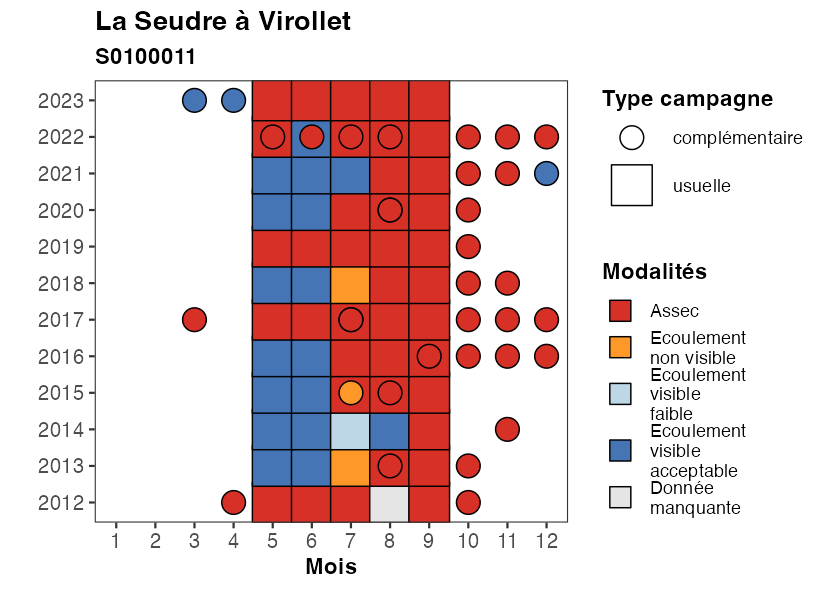 La Seudre à Virollet
S0100011
2023
2022
2021
2020
2019
2018
2017
2016
2015
2014
2013
2012
1 2 3 4 5 6 7 8 9 10 11 12
Mois
Type campagne
complémentaire
usuelle
Modalités
Assec
Ecoulement
non visible
Ecoulement
visible
faible
Ecoulement
visible
acceptable
Donnée
manquante